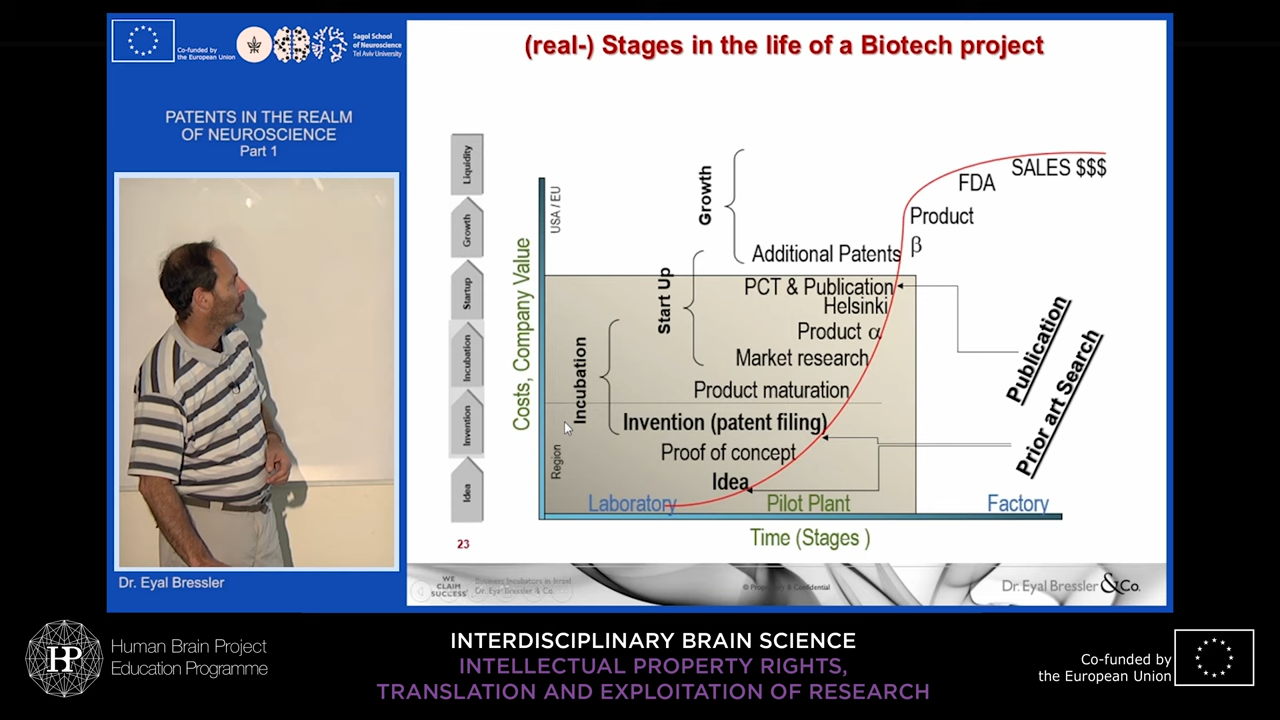 Co-funded by
the European Union
Sagol School
of Neuroscience
Tel Aviv University
PATENTS IN THE REALM
OF NEUROSCIENCE
Part 1
Dr. Eyal Bressler
(real-) Stages in the life of a Biotech project
Liquidity
Growth
Startup
Incubation
Invention
Idea
Costs, Company Value
USA / EU
Region
Growth
Start Up
Incubation
SALES $$$
FDA
Product
β
Additional Patents
PCT & Publication
Helsinki
Product α
Market research
Product maturation
Invention (patent filing)
Proof of concept
Idea
Publication
Prior art Search
Laboratory
Pilot Plant
Factory
Time (Stages )
23
WE
CLAIM
SUCCESS
Incubators in Israel
Dr. Eyal Bressler & Co.
& Confidential
Dr. Eyal Bressler & Co.
HBP
Human Brain Project
Education Programme
INTERDISCIPLINARY BRAIN SCIENCE
INTELLECTUAL PROPERTY RIGHTS,
TRANSLATION AND EXPLOITATION OF RESEARCH
Co-funded by
the European Union